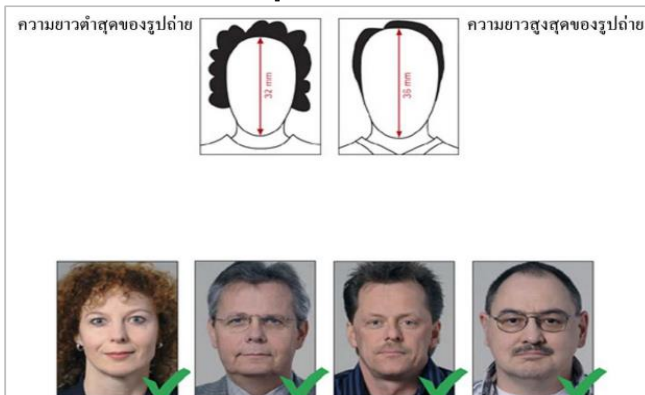 ความยาวต่ำสุดของรูปถ่าย
ความยาวสูงสุดของรูปถ่าย
32 mm
36 mm